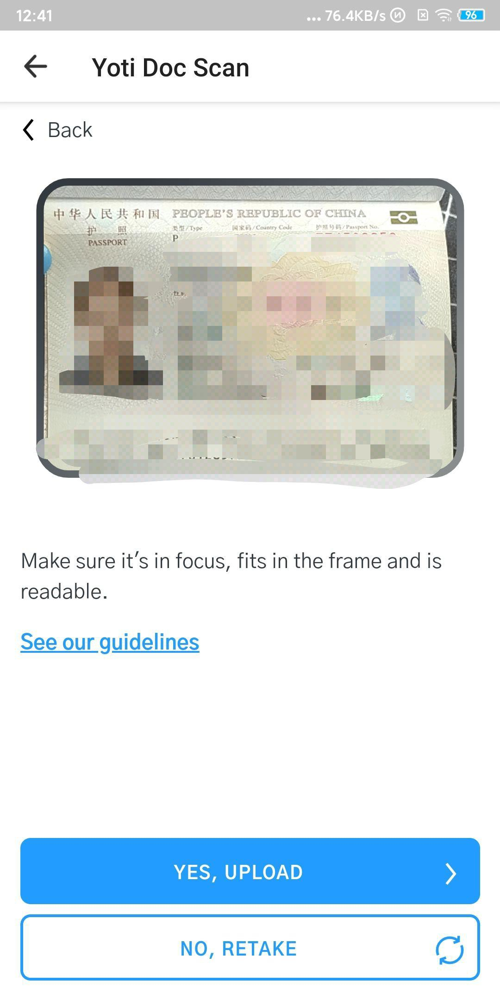 12:41
... 76.4KB/s
96
Yoti Doc Scan
Back
中华人民共和国 PEOPLE'S REPUBLIC OF CHINA
护 照 类型/Type 国家码/Country Code 护照号码/Passport No.
PASSPORT P
Make sure it's in focus, fits in the frame and is
readable.
See our guidelines
YES, UPLOAD
NO, RETAKE